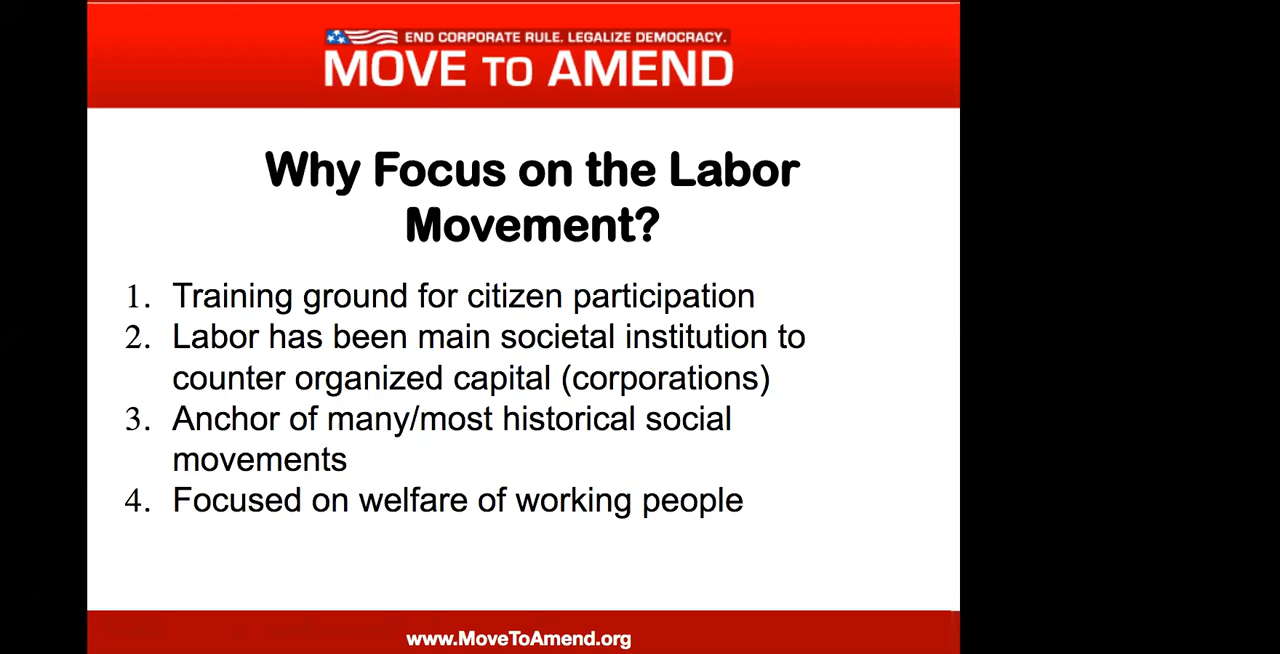 END CORPORATE RULE. LEGALIZE DEMOCRACY.
MOVE TO AMEND
Why Focus on the Labor
Movement?
1. Training ground for citizen participation
2. Labor has been main societal institution to
counter organized capital (corporations)
3. Anchor of many/most historical social
movements
4. Focused on welfare of working people
www.MoveToAmend.org